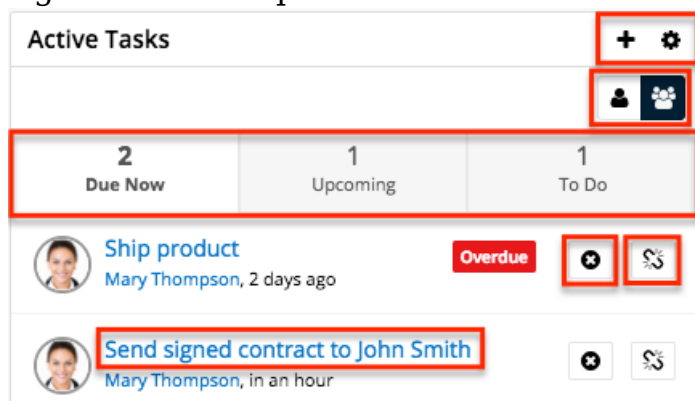 Active Tasks
2 1 1
Due Now Upcoming To Do
Ship product
Overdue
Mary Thompson, 2 days ago
Send signed contract to John Smith
Mary Thompson, in an hour